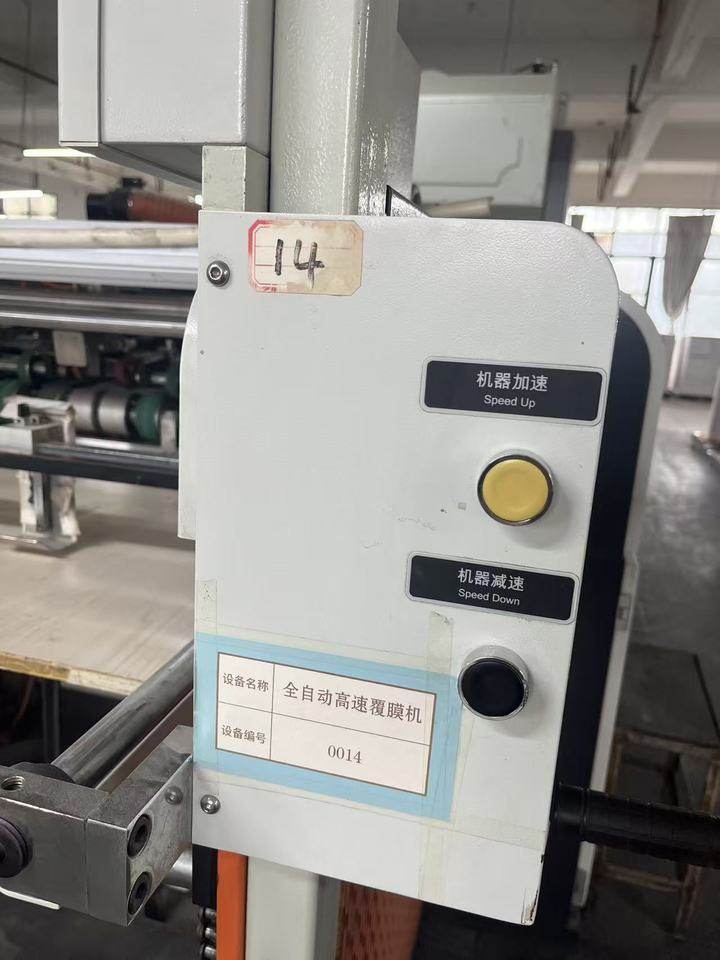 14
机器加速
Speed Up
机器减速
Speed Down
设备名称 全自动高速覆膜机
设备编号 0014